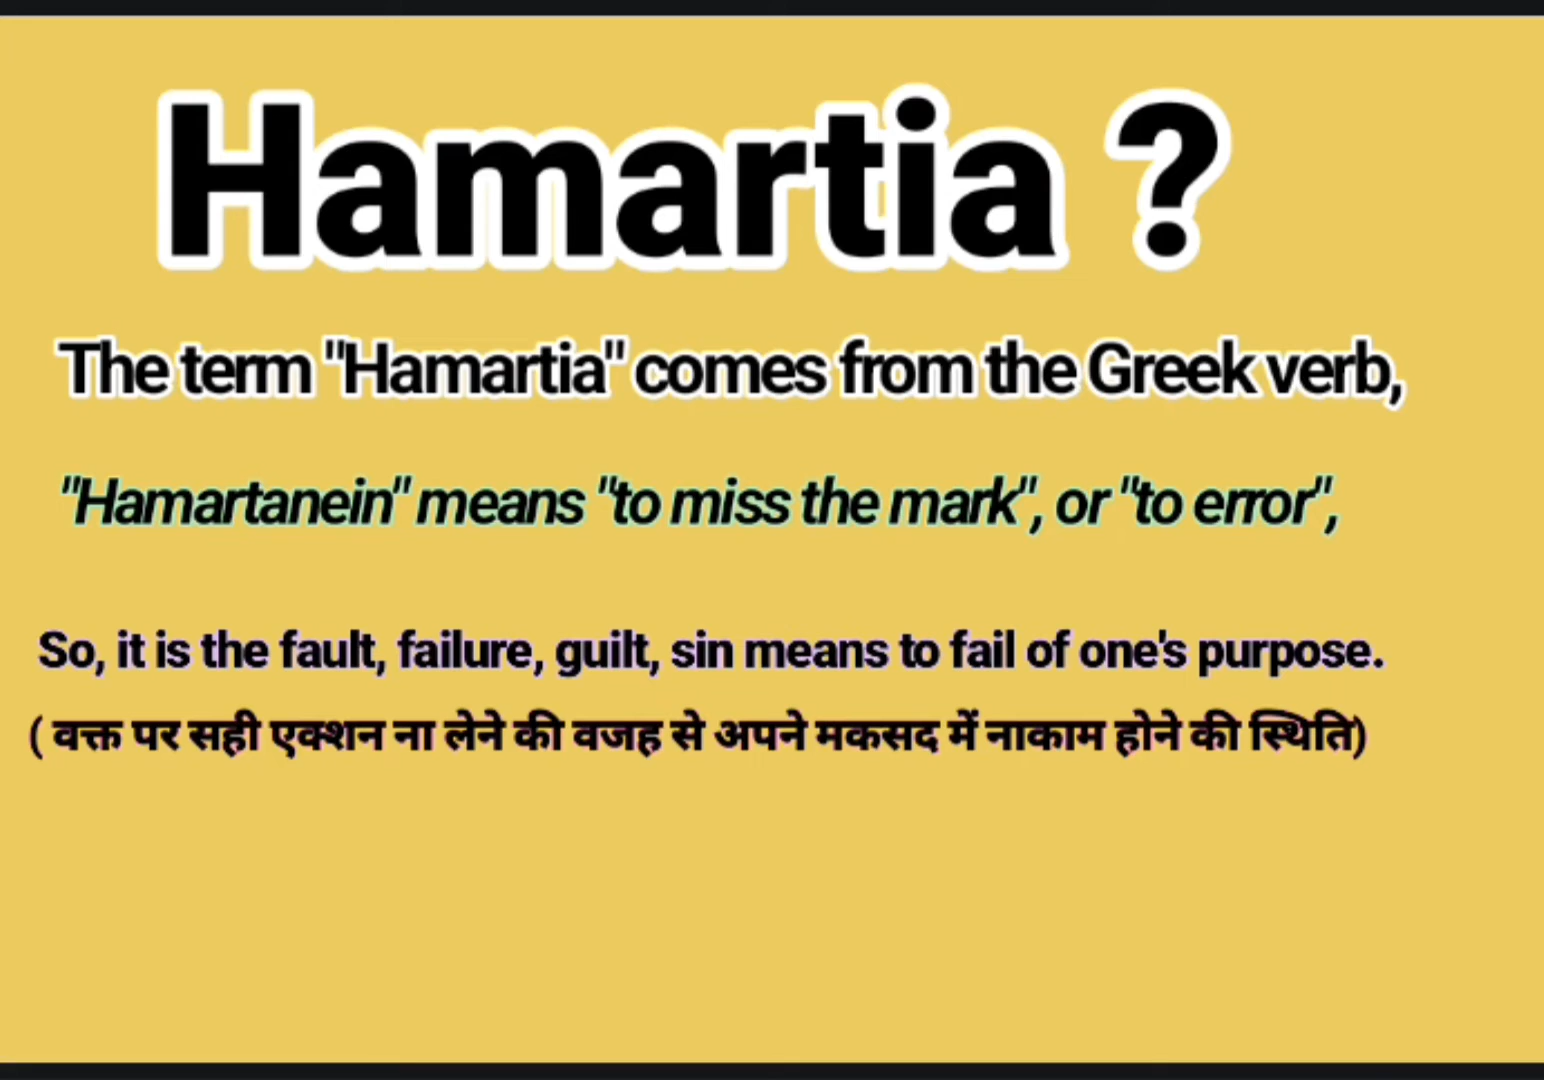 Hamartia ?
The term "Hamartia" comes from the Greek verb,
"Hamartanein" means "to miss the mark", or "to error",
So, it is the fault, failure, guilt, sin means to fail of one's purpose.
( वक्त पर सही एक्शन ना लेने की वजह से अपने मकसद में नाकाम होने की स्थिति)